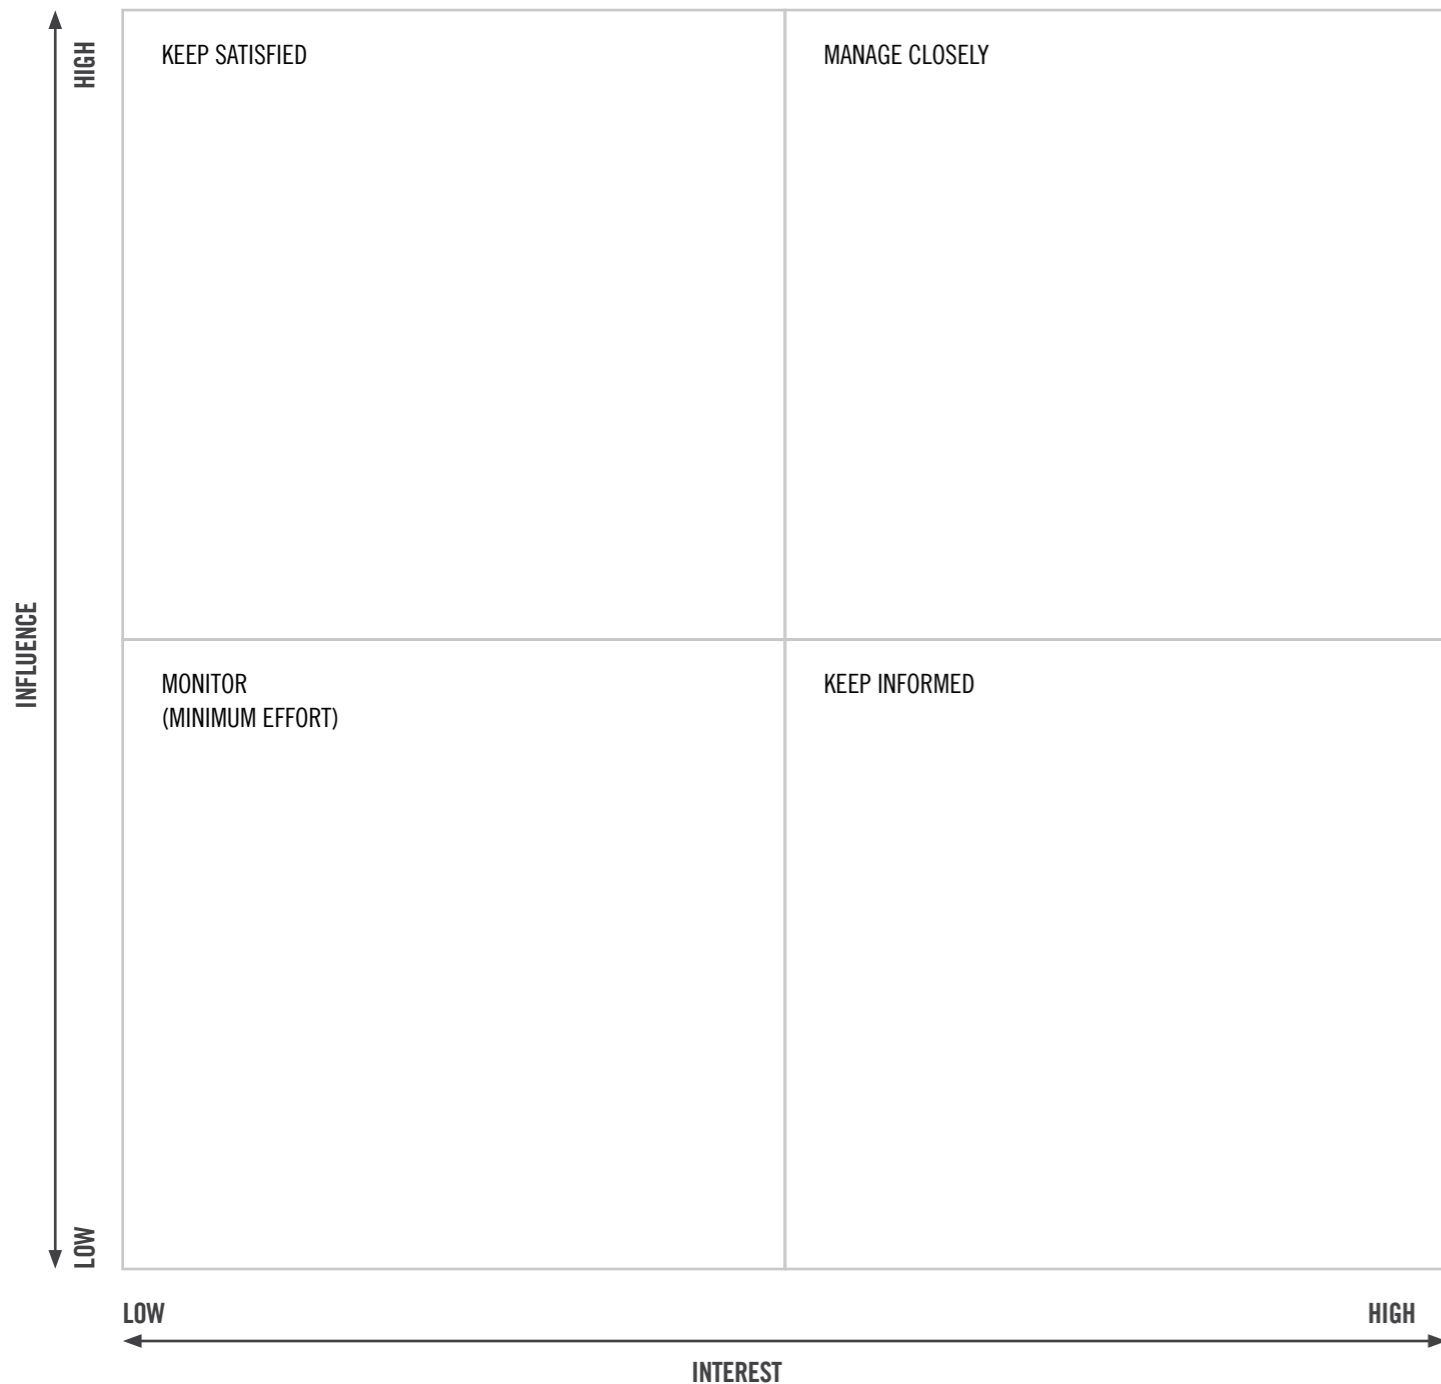 HIGH
KEEP SATISFIED
MANAGE CLOSELY
INFLUENCE
MONITOR
(MINIMUM EFFORT)
KEEP INFORMED
LOW
LOW
HIGH
INTEREST